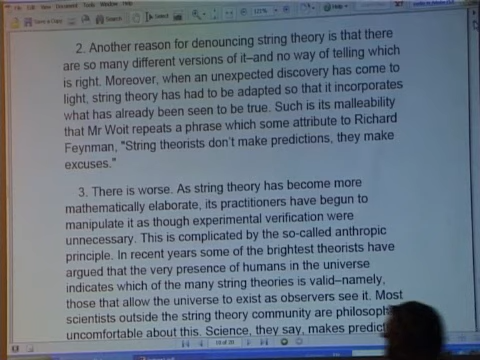 Save a Copy Search Select 125% Help
2. Another reason for denouncing string theory is that there
are so many different versions of it–and no way of telling which
is right. Moreover, when an unexpected discovery has come to
light, string theory has had to be adapted so that it incorporates
what has already been seen to be true. Such is its malleability
that Mr Woit repeats a phrase which some attribute to Richard
Feynman, "String theorists don't make predictions, they make
excuses."
3. There is worse. As string theory has become more
mathematically elaborate, its practitioners have begun to
manipulate it as though experimental verification were
unnecessary. This is complicated by the so-called anthropic
principle. In recent years some of the brightest theorists have
argued that the very presence of humans in the universe
indicates which of the many string theories is valid–namely,
those that allow the universe to exist as observers see it. Most
scientists outside the string theory community are
uncomfortable about this. Science, they say, makes